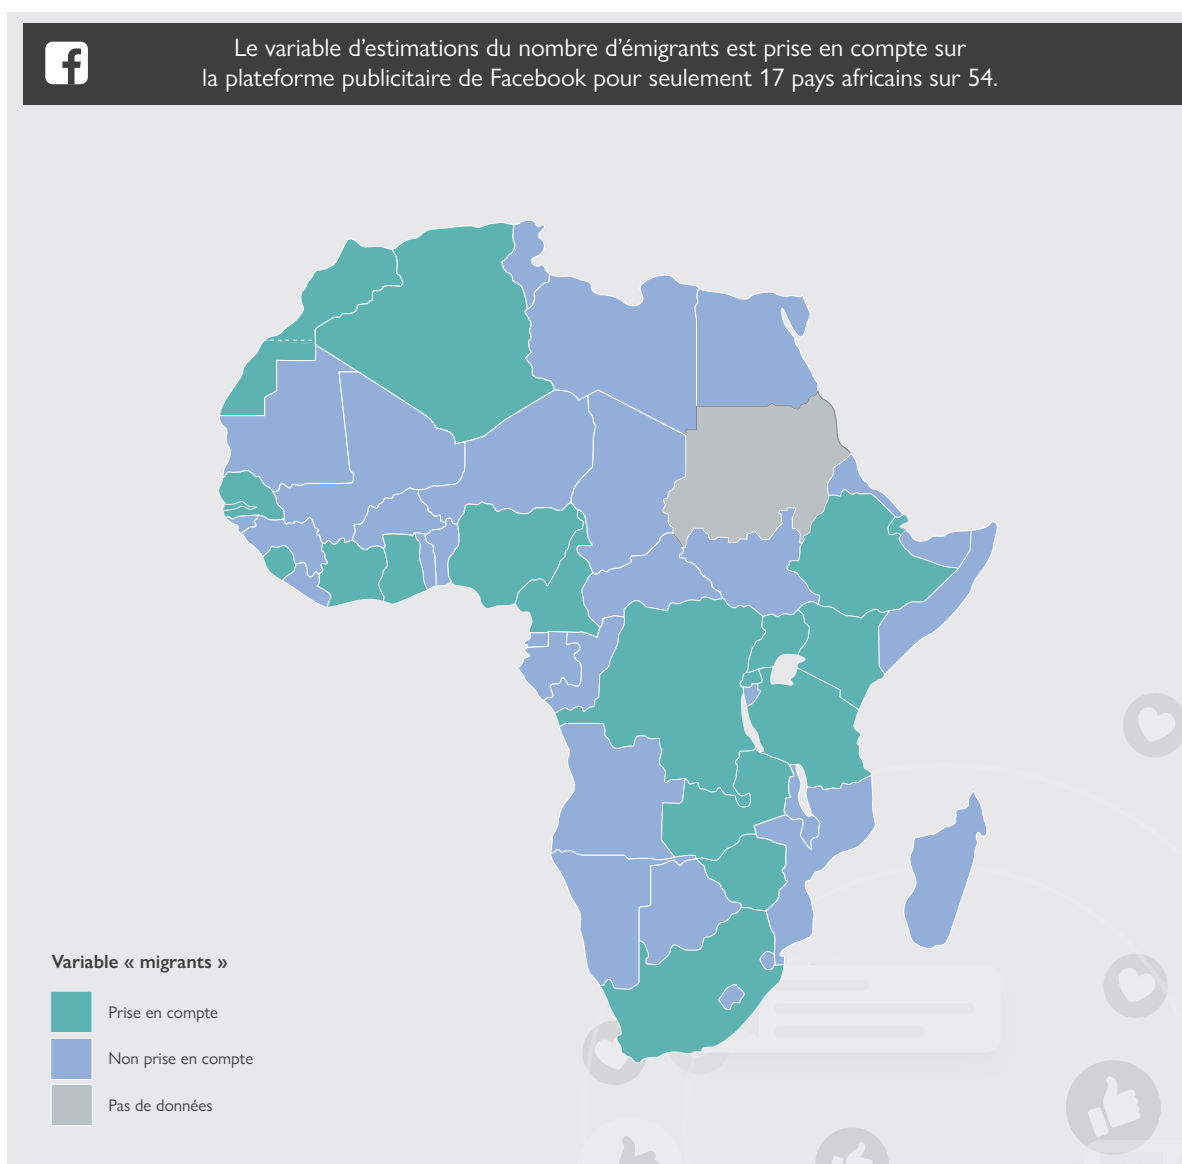 Le variable d'estimations du nombre d'émigrants est prise en compte sur
la plateforme publicitaire de Facebook pour seulement 17 pays africains sur 54.
Variable « migrants »
Prise en compte
Non prise en compte
Pas de données